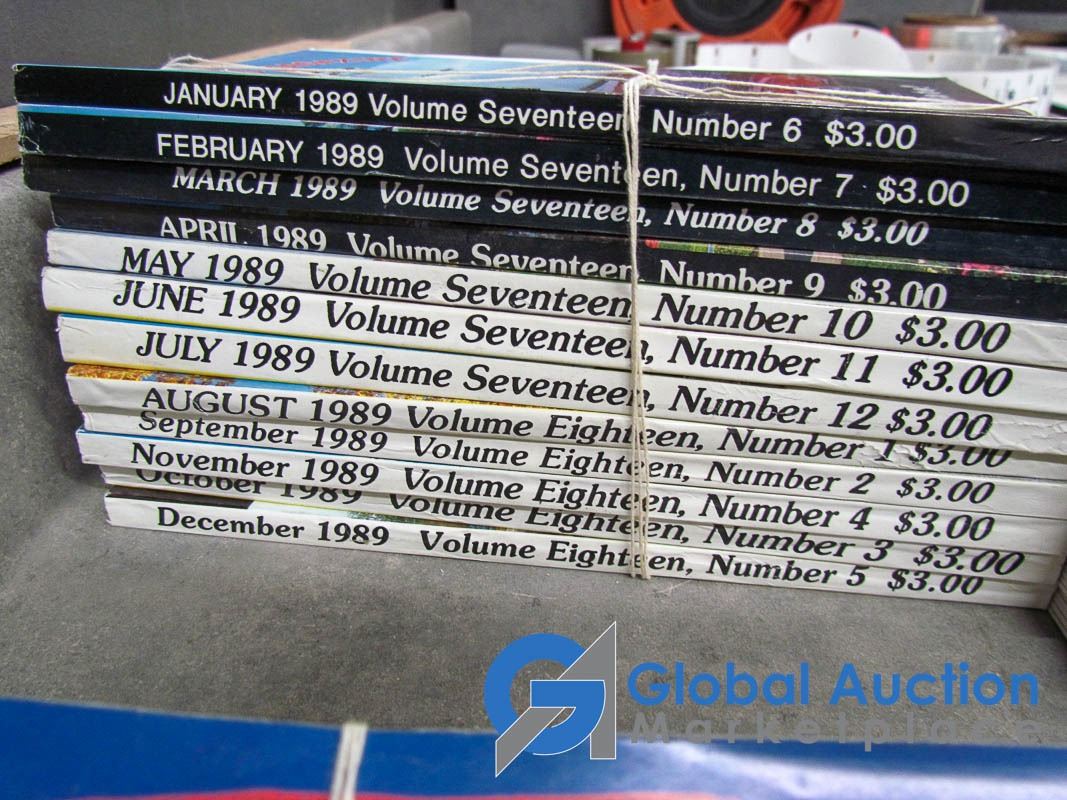 JANUARY 1989 Volume Seventeen Number 6 $3.00
FEBRUARY 1989 Volume Seventeen, Number 7 $3.00
MARCH 1989 Volume Seventeen, Number 8 $3.00
APRIL 1989 Volume Seventeen Number 9 $3.00
MAY 1989 Volume Seventeen Number 10 $3.00
JUNE 1989 Volume Seventeen, Number 11 $3.00
JULY 1989 Volume Seventeen, Number 12 $3.00
AUGUST 1989 Volume Eighteen, Number 1 $3.00
September 1989 Volume Eighteen, Number 2 $3.00
November 1989 Volume Eighteen, Number 4 $3.00
October 1989 Volume Eighteen, Number 3 $3.00
December 1989 Volume Eighteen, Number 5 $3.00
GA Global Auction
Marketplace